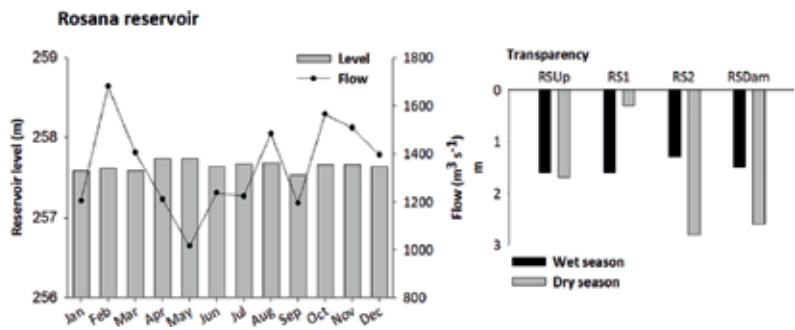 Rosana reservoir
259
258
257
256
Reservoir level (m)
Level
Flow
1800
1600
1400
1200
1000
800
Flow (m³ s⁻¹)
Jan Feb Mar Apr May Jun Jul Aug Sep Oct Nov Dec
Transparency
RSUp RS1 RS2 RSDam
0
1
2
3
m
Wet season
Dry season